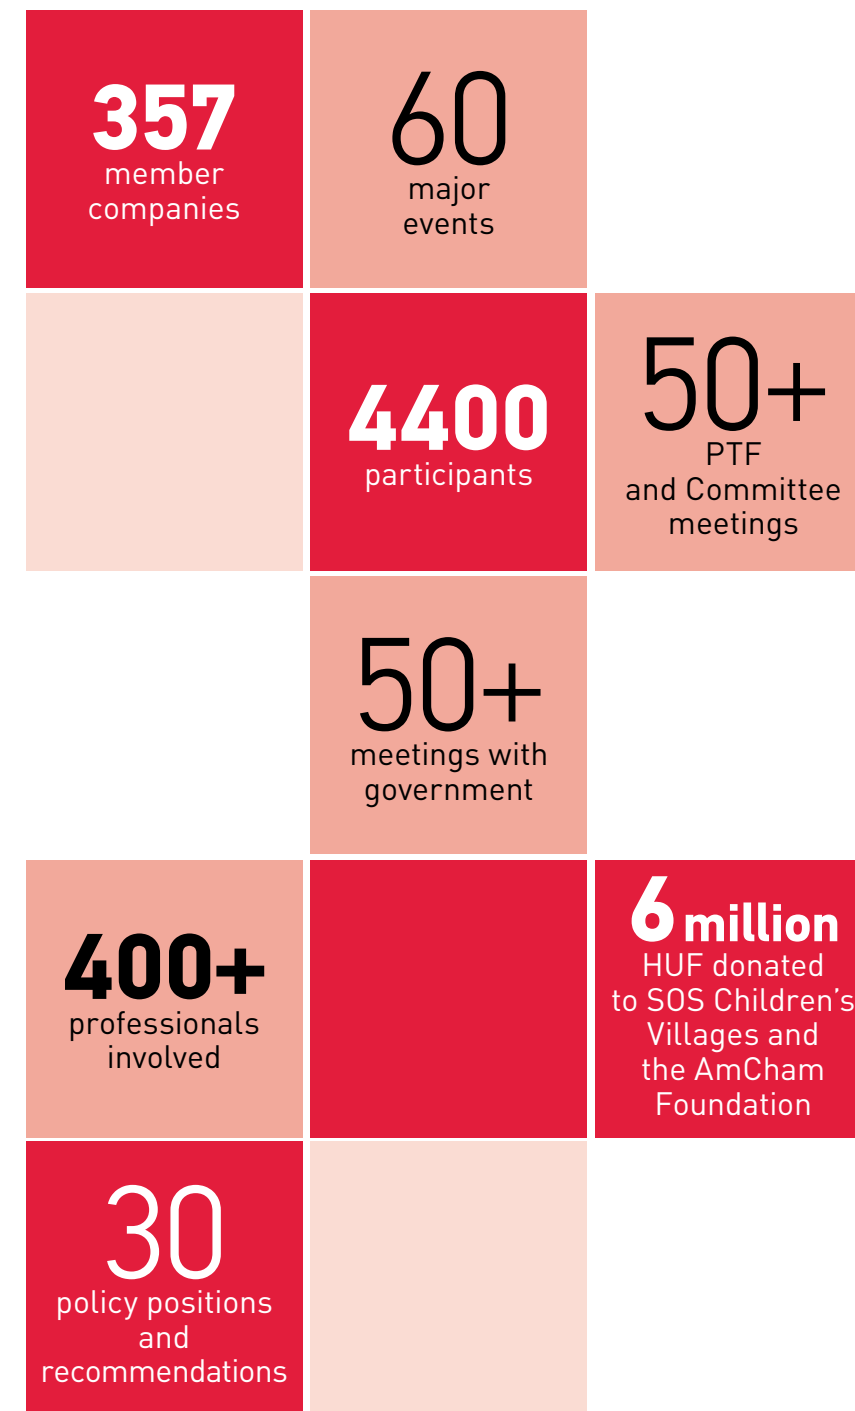 357
member
companies
60
major
events
4400
participants
50+
PTF
and Committee
meetings
50+
meetings with
government
400+
professionals
involved
6 million
HUF donated
to SOS Children’s
Villages and
the AmCham
Foundation
30
policy positions
and
recommendations